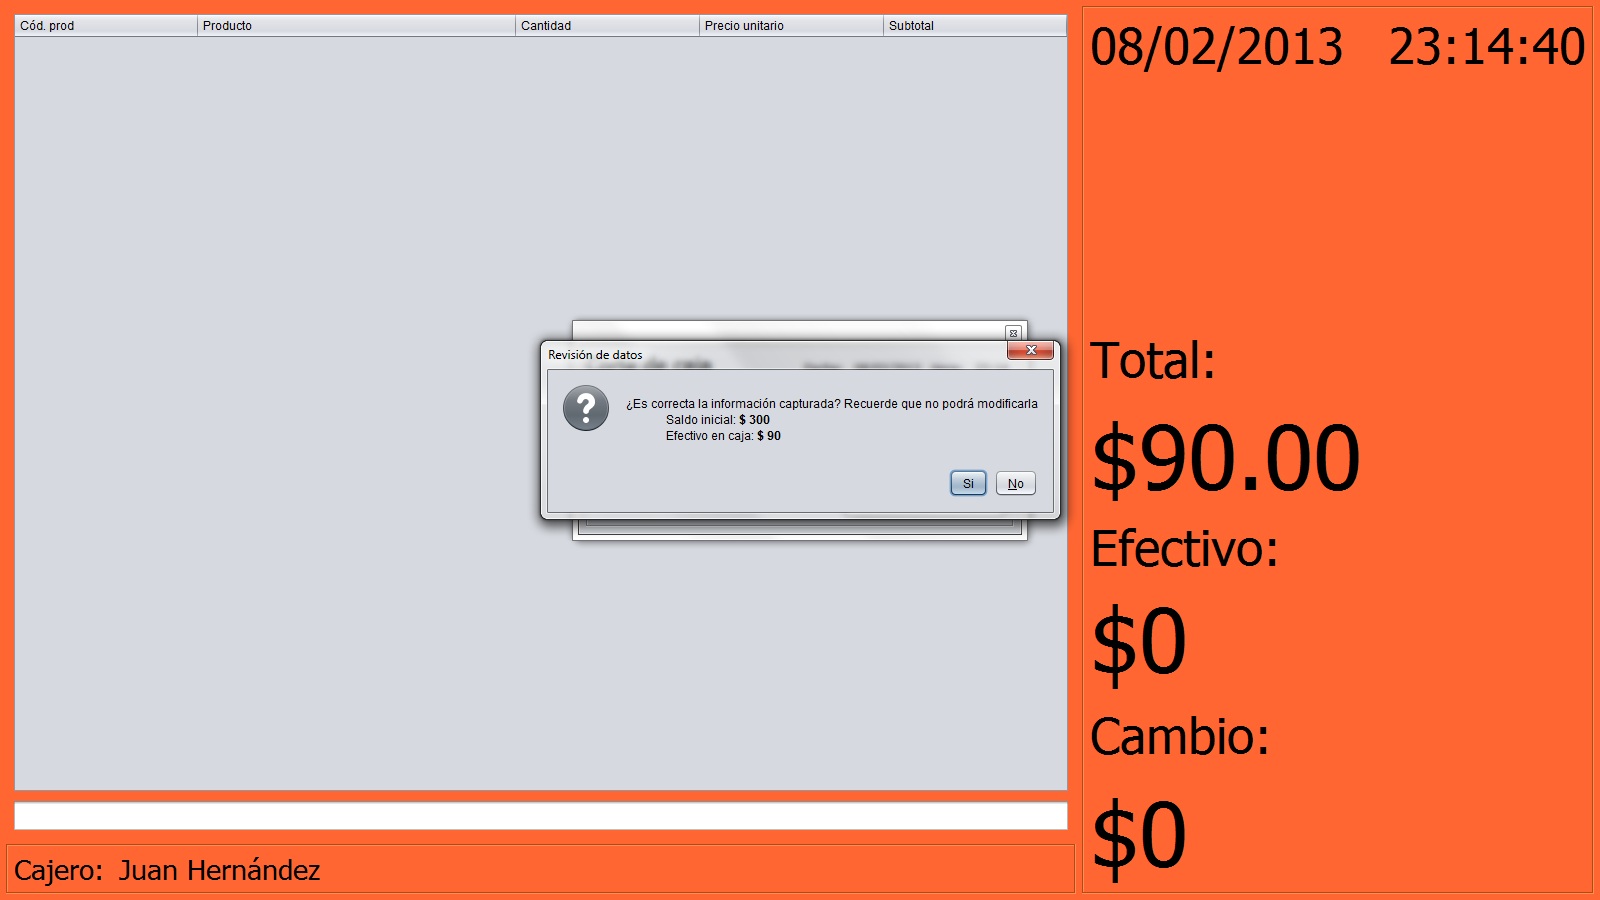 Cód. prod Producto Cantidad Precio unitario Subtotal
08/02/2013 23:14:40
Revisión de datos
¿Es correcta la información capturada? Recuerde que no podrá modificarla
Saldo inicial: $ 300
Efectivo en caja: $ 90
Si No
Total:
$90.00
Efectivo:
$0
Cambio:
$0
Cajero: Juan Hernández